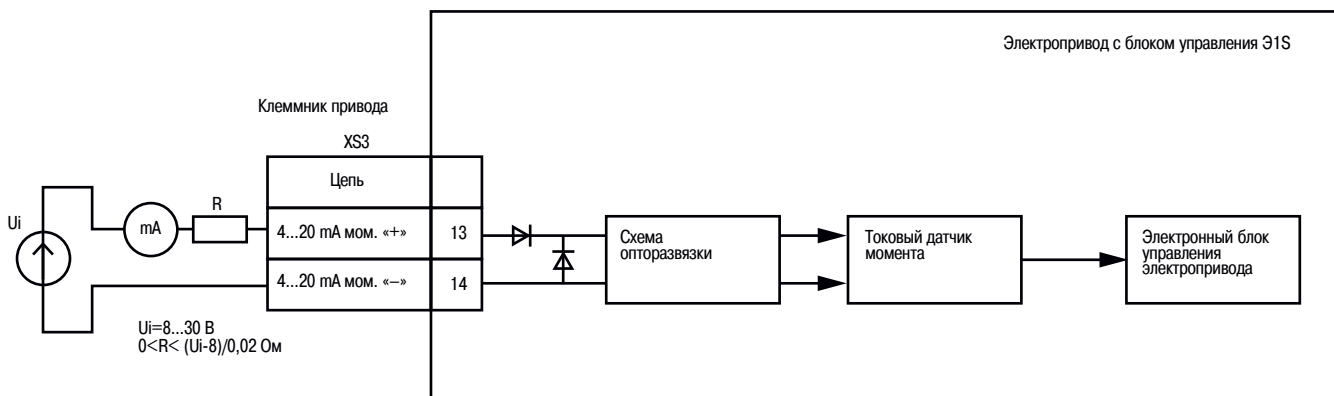 Электропривод с блоком управления Э1S
Клеммник привода
XS3
Цепь
Ui
mA
R
4...20 mA мом. «+»
13
4...20 mA мом. «–»
14
Схема
опторазвязки
Токовый датчик
момента
Электронный блок
управления
электропривода
Ui=8...30 В
0<R< (Ui-8)/0,02 Ом